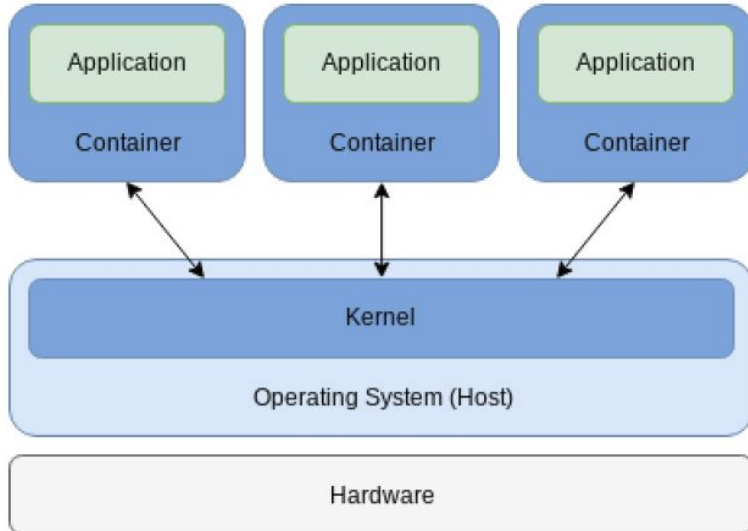 Application
Application
Application
Container
Container
Container
Kernel
Operating System (Host)
Hardware